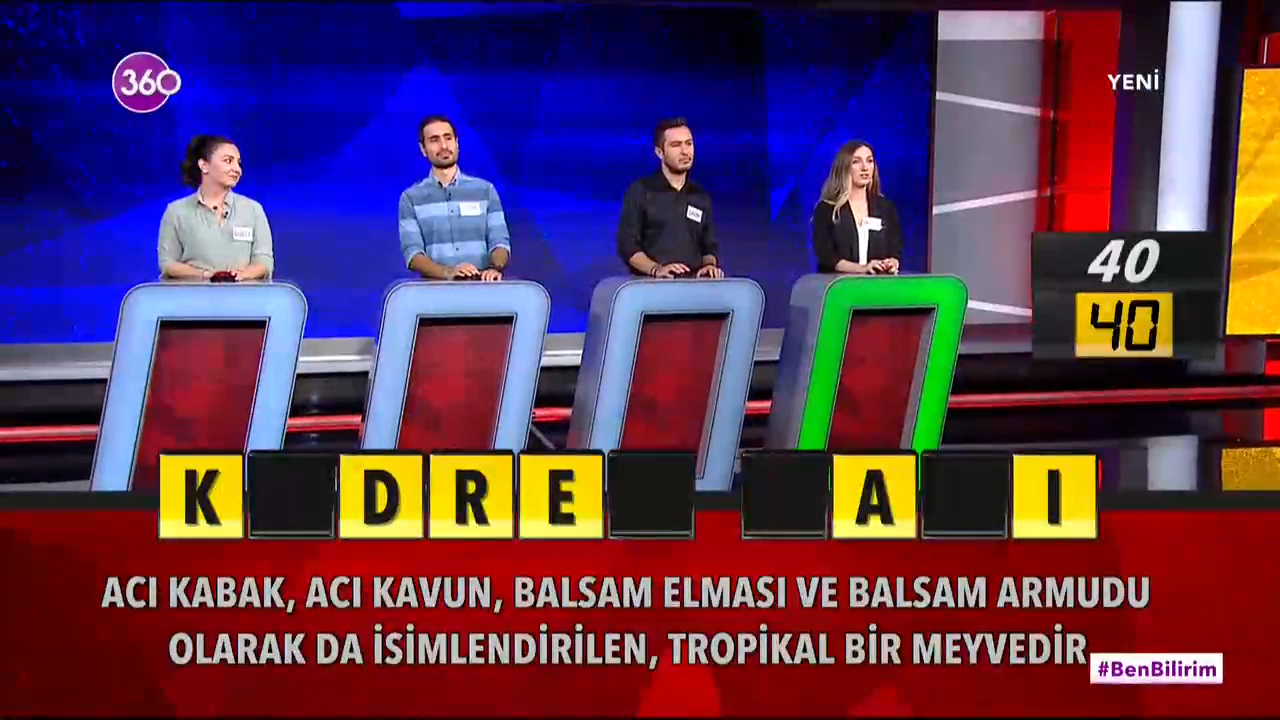 360
YENİ
40
40
K DRE A I
ACI KABAK, ACI KAVUN, BALSAM ELMASI VE BALSAM ARMUDU
OLARAK DA İSİMLENDİRİLEN, TROPİKAL BİR MEYVEDİR
#BenBilirim